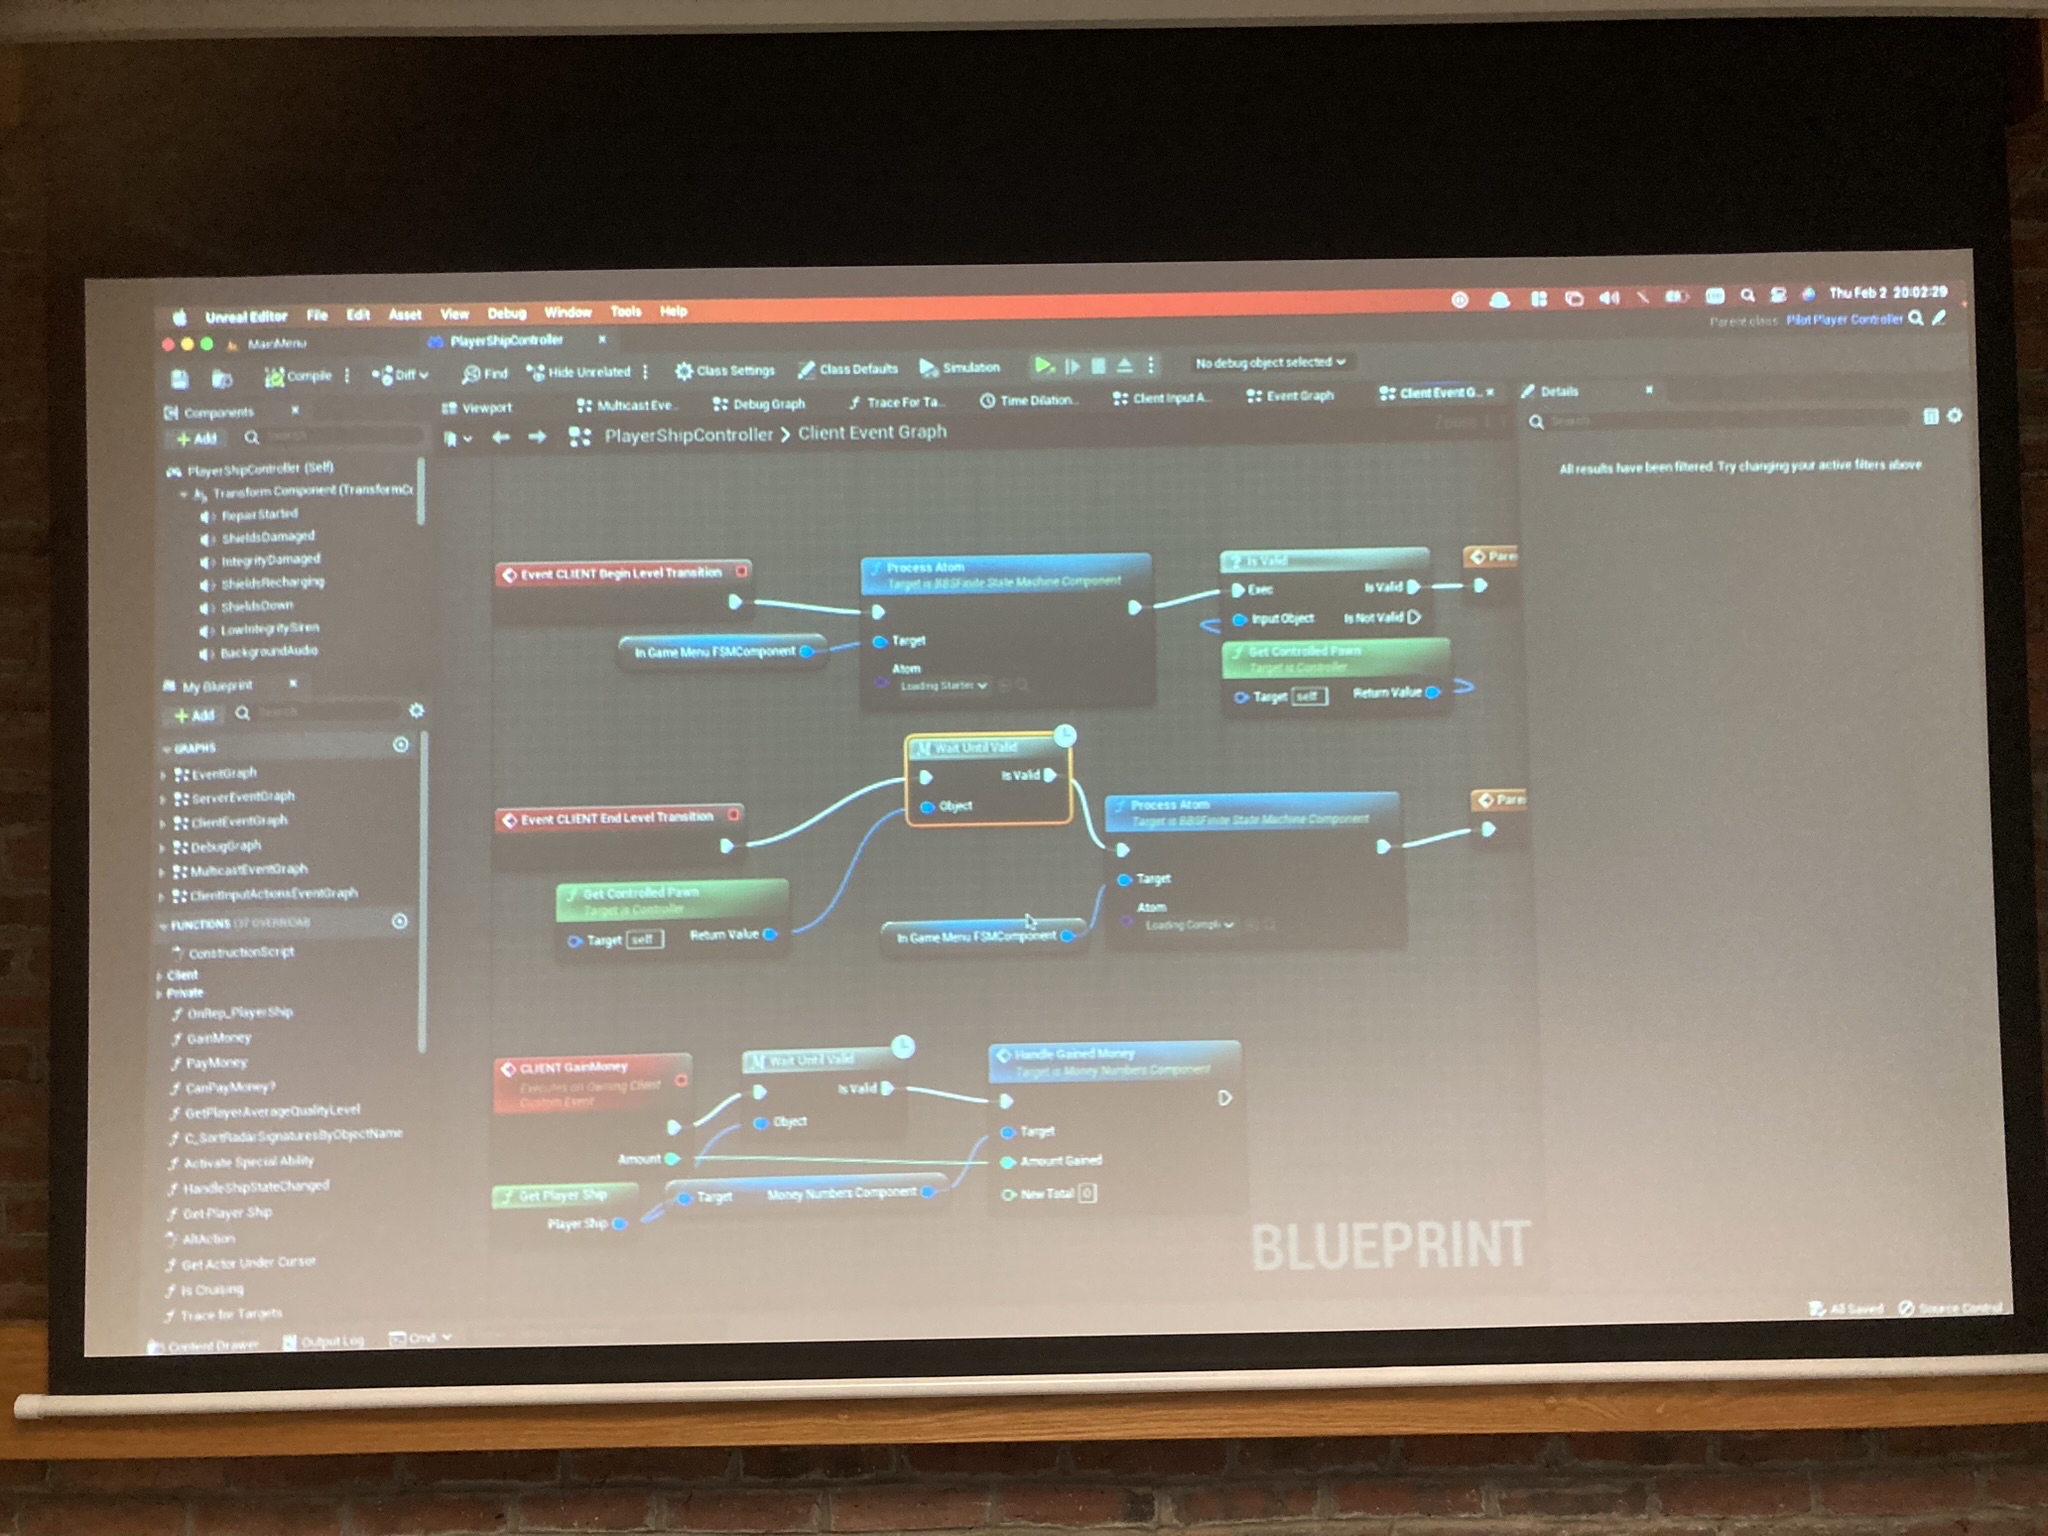 Unreal Editor File Edit Asset View Debug Window Tools Help
Thu Feb 2 20:02:29
MainMenu
PlayerShipController
Parent class Pilot Player Controller
Compile
Diff
Find
Hide Unrelated
Class Settings
Class Defaults
Simulation
No debug object selected
Components
Viewport
Multicast Eve..
Debug Graph
Trace For Ta..
Time Dilation..
Client Input A..
Event Graph
Client Event G..
Details
Add
Search
PlayerShipController > Client Event Graph
Zoom
Search
All results have been filtered. Try changing your active filters above
PlayerShipController (Self)
Transform Component (TransformCo
RepairStarted
ShieldsDamaged
IntegrityDamaged
ShieldsRecharging
ShieldsDown
LowIntegritySiren
BackgroundAudio
My Blueprint
Add
Search
GRAPHS
EventGraph
ServerEventGraph
ClientEventGraph
DebugGraph
MulticastEventGraph
ClientInputActionsEventGraph
FUNCTIONS
ConstructionScript
Client
Private
OnRep_PlayerShip
GainMoney
PayMoney
CanPayMoney?
GetPlayerAverageQualityLevel
C_SortRadarSignaturesByObjectName
Activate Special Ability
HandleShipStateChanged
Get Player Ship
AltAction
Get Actor Under Cursor
Is Cruising
Trace for Targets
Event CLIENT Begin Level Transition
In Game Menu FSMComponent
Process Atom
Target is BBSFinite State Machine Component
Target
Atom
Loading Starte
Is Valid
Exec
Is Valid
Input Object
Is Not Valid
Pare
Get Controlled Pawn
Target is Controller
Target self
Return Value
Wait Until Valid
Is Valid
Object
Event CLIENT End Level Transition
Get Controlled Pawn
Target is Controller
Target self
Return Value
In Game Menu FSMComponent
Process Atom
Target is BBSFinite State Machine Component
Target
Atom
Loading Compl
Pare
CLIENT GainMoney
Executes on Owning Client
Custom Event
Amount
Wait Until Valid
Is Valid
Object
Handle Gained Money
Target is Money Numbers Component
Target
Amount Gained
New Total 0
Get Player Ship
Player Ship
Target
Money Numbers Component
BLUEPRINT
Content Drawer
Output Log
Cmd
All Saved
Source Control